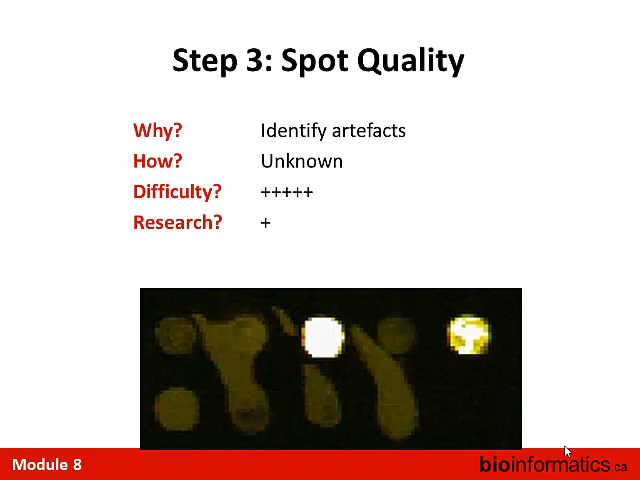 Step 3: Spot Quality
Why? Identify artefacts
How? Unknown
Difficulty? +++++
Research? +
Module 8
bioinformatics.ca